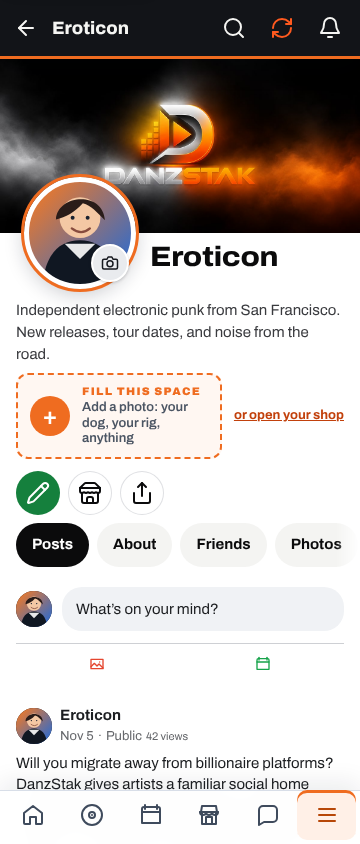 Eroticon
DANZSTAK
Eroticon
Independent electronic punk from San Francisco.
New releases, tour dates, and noise from the
road.
FILL THIS SPACE
Add a photo: your
dog, your rig,
anything
or open your shop
Posts About Friends Photos
What's on your mind?
Eroticon
Nov 5 · Public 42 views
Will you migrate away from billionaire platforms?
DanzStak gives artists a familiar social home